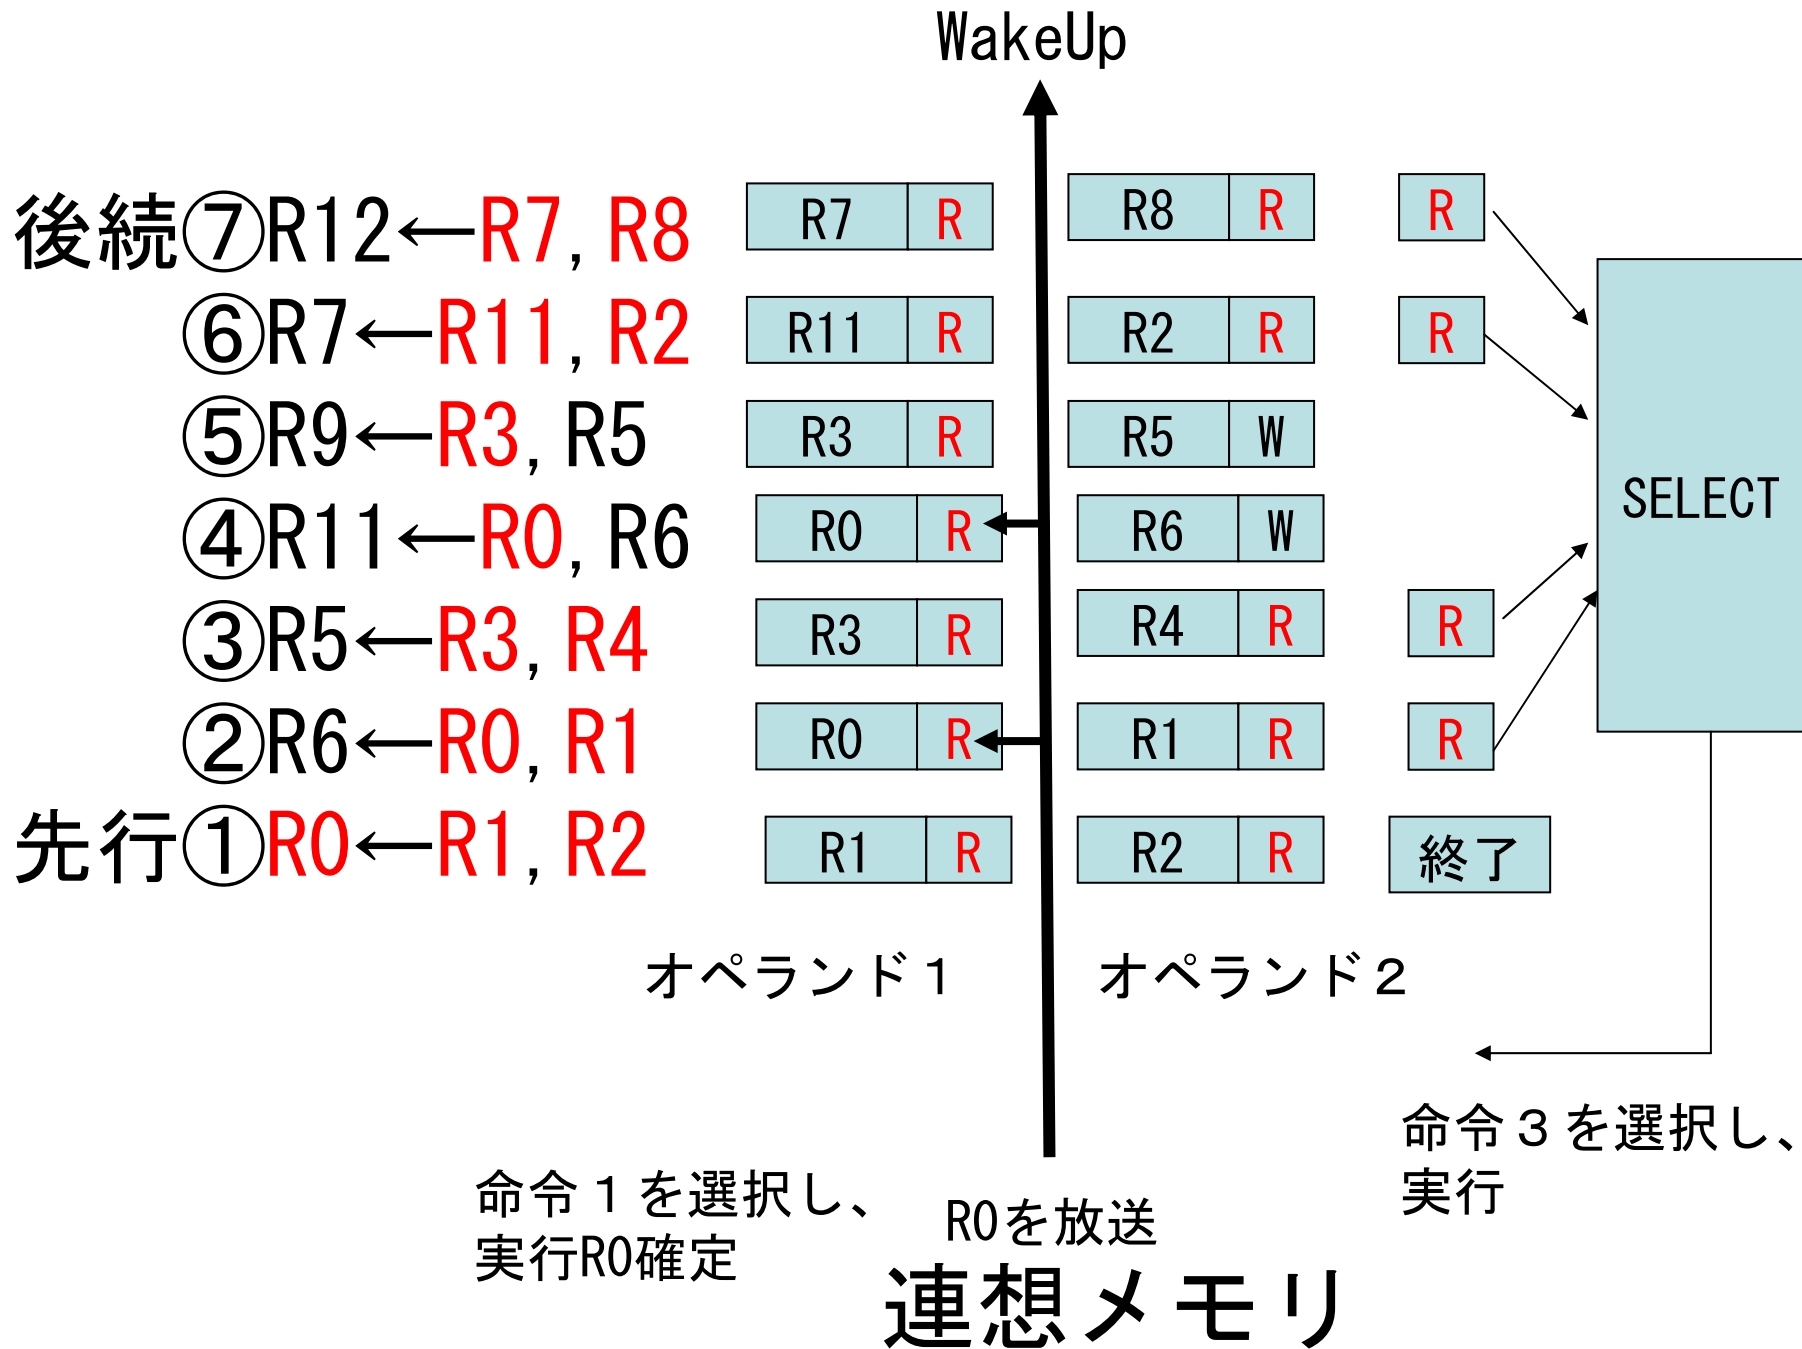 WakeUp
後続⑦R12←R7,R8 R7 R R8 R R
⑥R7←R11,R2 R11 R R2 R R
⑤R9←R3,R5 R3 R R5 W
④R11←R0,R6 R0 R R6 W
③R5←R3,R4 R3 R R4 R R
②R6←R0,R1 R0 R R1 R R
先行①R0←R1,R2 R1 R R2 R 終了
SELECT
オペランド1 オペランド2
命令3を選択し、
実行
命令1を選択し、
実行R0確定
R0を放送
連想メモリ